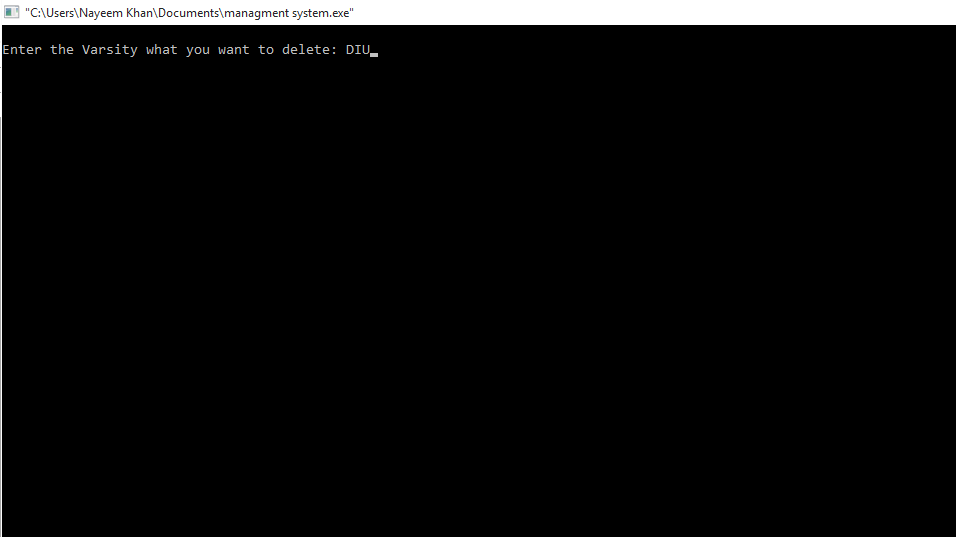 "C:\Users\Nayeem Khan\Documents\managment system.exe"
Enter the Varsity what you want to delete: DIU